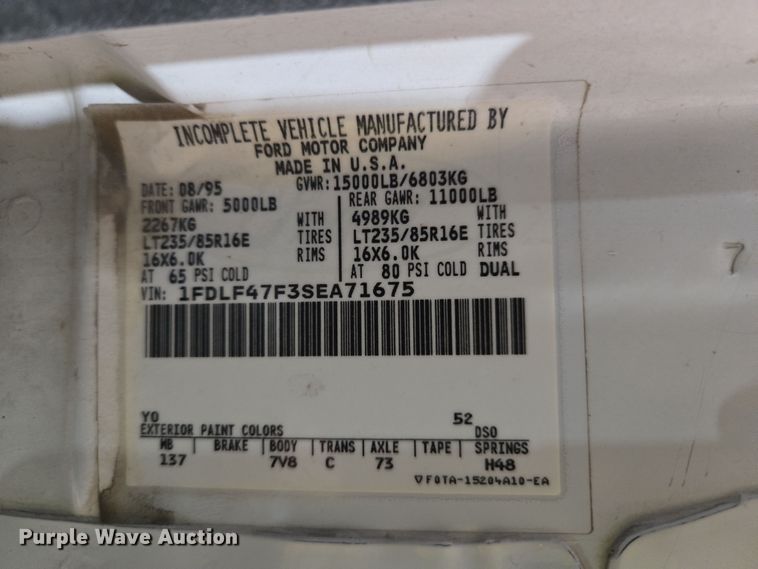 INCOMPLETE VEHICLE MANUFACTURED BY
FORD MOTOR COMPANY
MADE IN U.S.A.
DATE: 08/95 GVWR: 15000LB/6803KG
FRONT GAWR: 5000LB REAR GAWR: 11000LB
2267KG WITH 4989KG WITH
LT235/85R16E TIRES LT235/85R16E TIRES
16X6.0K RIMS 16X6.0K RIMS
AT 65 PSI COLD AT 80 PSI COLD DUAL
VIN: 1FDLF47F3SEA71675
YO 52
EXTERIOR PAINT COLORS DSO
WB BRAKE BODY TRANS AXLE TAPE SPRINGS
137 7V8 C 73 H48
F0TA-15204A10-EA
7
Purple Wave Auction